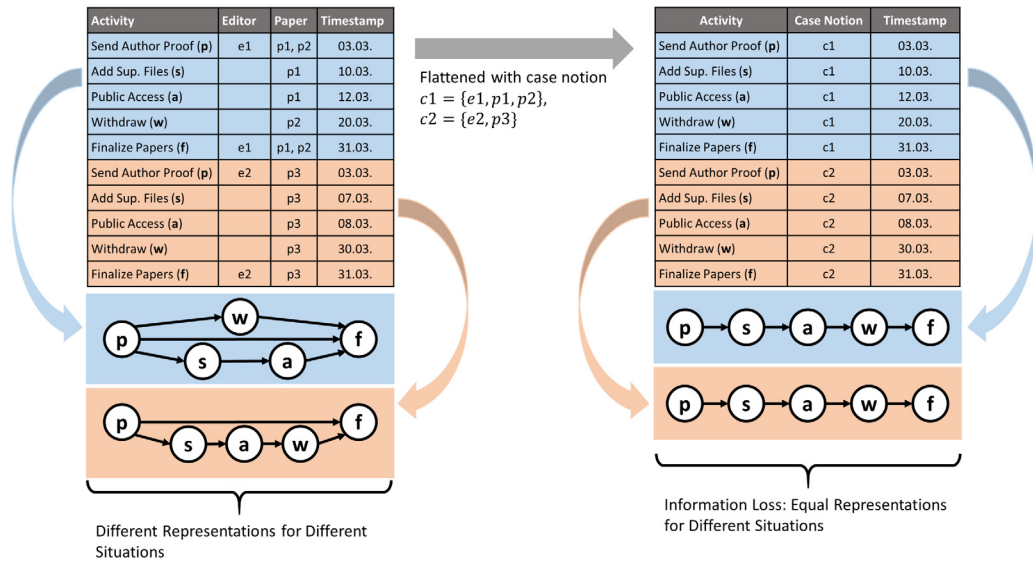 Activity Editor Paper Timestamp
Send Author Proof (p) e1 p1, p2 03.03.
Add Sup. Files (s) p1 10.03.
Public Access (a) p1 12.03.
Withdraw (w) p2 20.03.
Finalize Papers (f) e1 p1, p2 31.03.
Send Author Proof (p) e2 p3 03.03.
Add Sup. Files (s) p3 07.03.
Public Access (a) p3 08.03.
Withdraw (w) p3 30.03.
Finalize Papers (f) e2 p3 31.03.
Flattened with case notion
c1 = {e1, p1, p2},
c2 = {e2, p3}
Activity Case Notion Timestamp
Send Author Proof (p) c1 03.03.
Add Sup. Files (s) c1 10.03.
Public Access (a) c1 12.03.
Withdraw (w) c1 20.03.
Finalize Papers (f) c1 31.03.
Send Author Proof (p) c2 03.03.
Add Sup. Files (s) c2 07.03.
Public Access (a) c2 08.03.
Withdraw (w) c2 30.03.
Finalize Papers (f) c2 31.03.
w
p f
s a
p f
s a w
p s a w f
p s a w f
Different Representations for Different
Situations
Information Loss: Equal Representations
for Different Situations